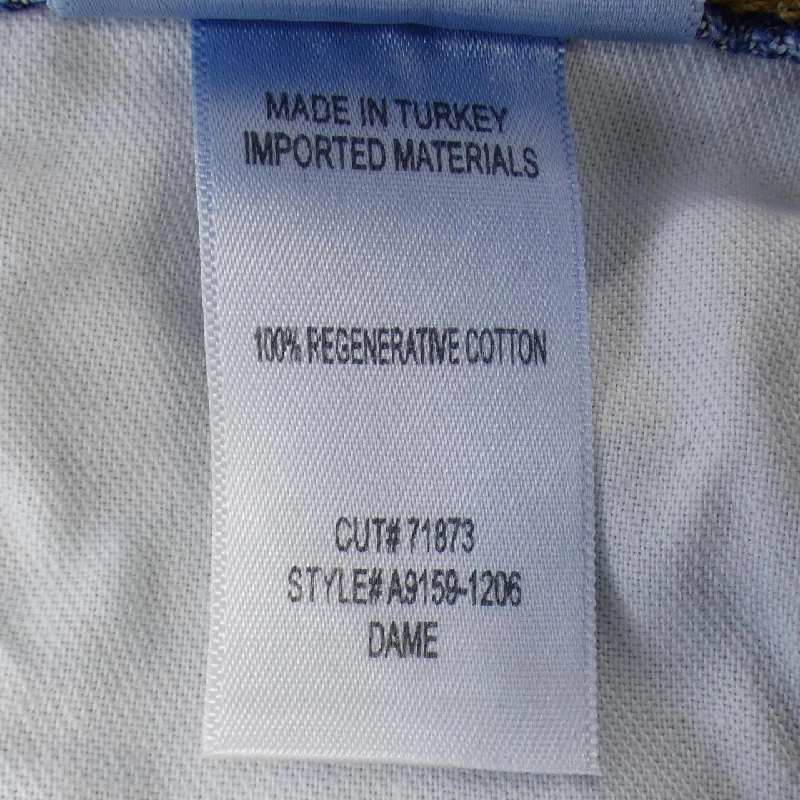 MADE IN TURKEY
IMPORTED MATERIALS
100% REGENERATIVE COTTON
CUT# 71873
STYLE# A9159-1206
DAME